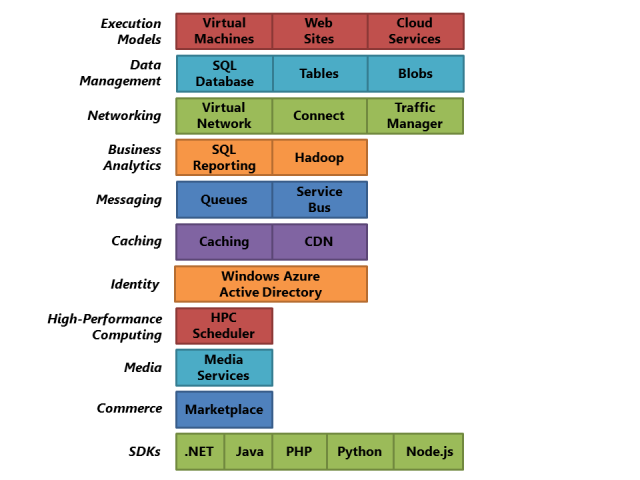 Execution
Models
Virtual
Machines
Web
Sites
Cloud
Services
Data
Management
SQL
Database
Tables
Blobs
Networking
Virtual
Network
Connect
Traffic
Manager
Business
Analytics
SQL
Reporting
Hadoop
Messaging
Queues
Service
Bus
Caching
Caching
CDN
Identity
Windows Azure
Active Directory
High-Performance
Computing
HPC
Scheduler
Media
Media
Services
Commerce
Marketplace
SDKs
.NET
Java
PHP
Python
Node.js